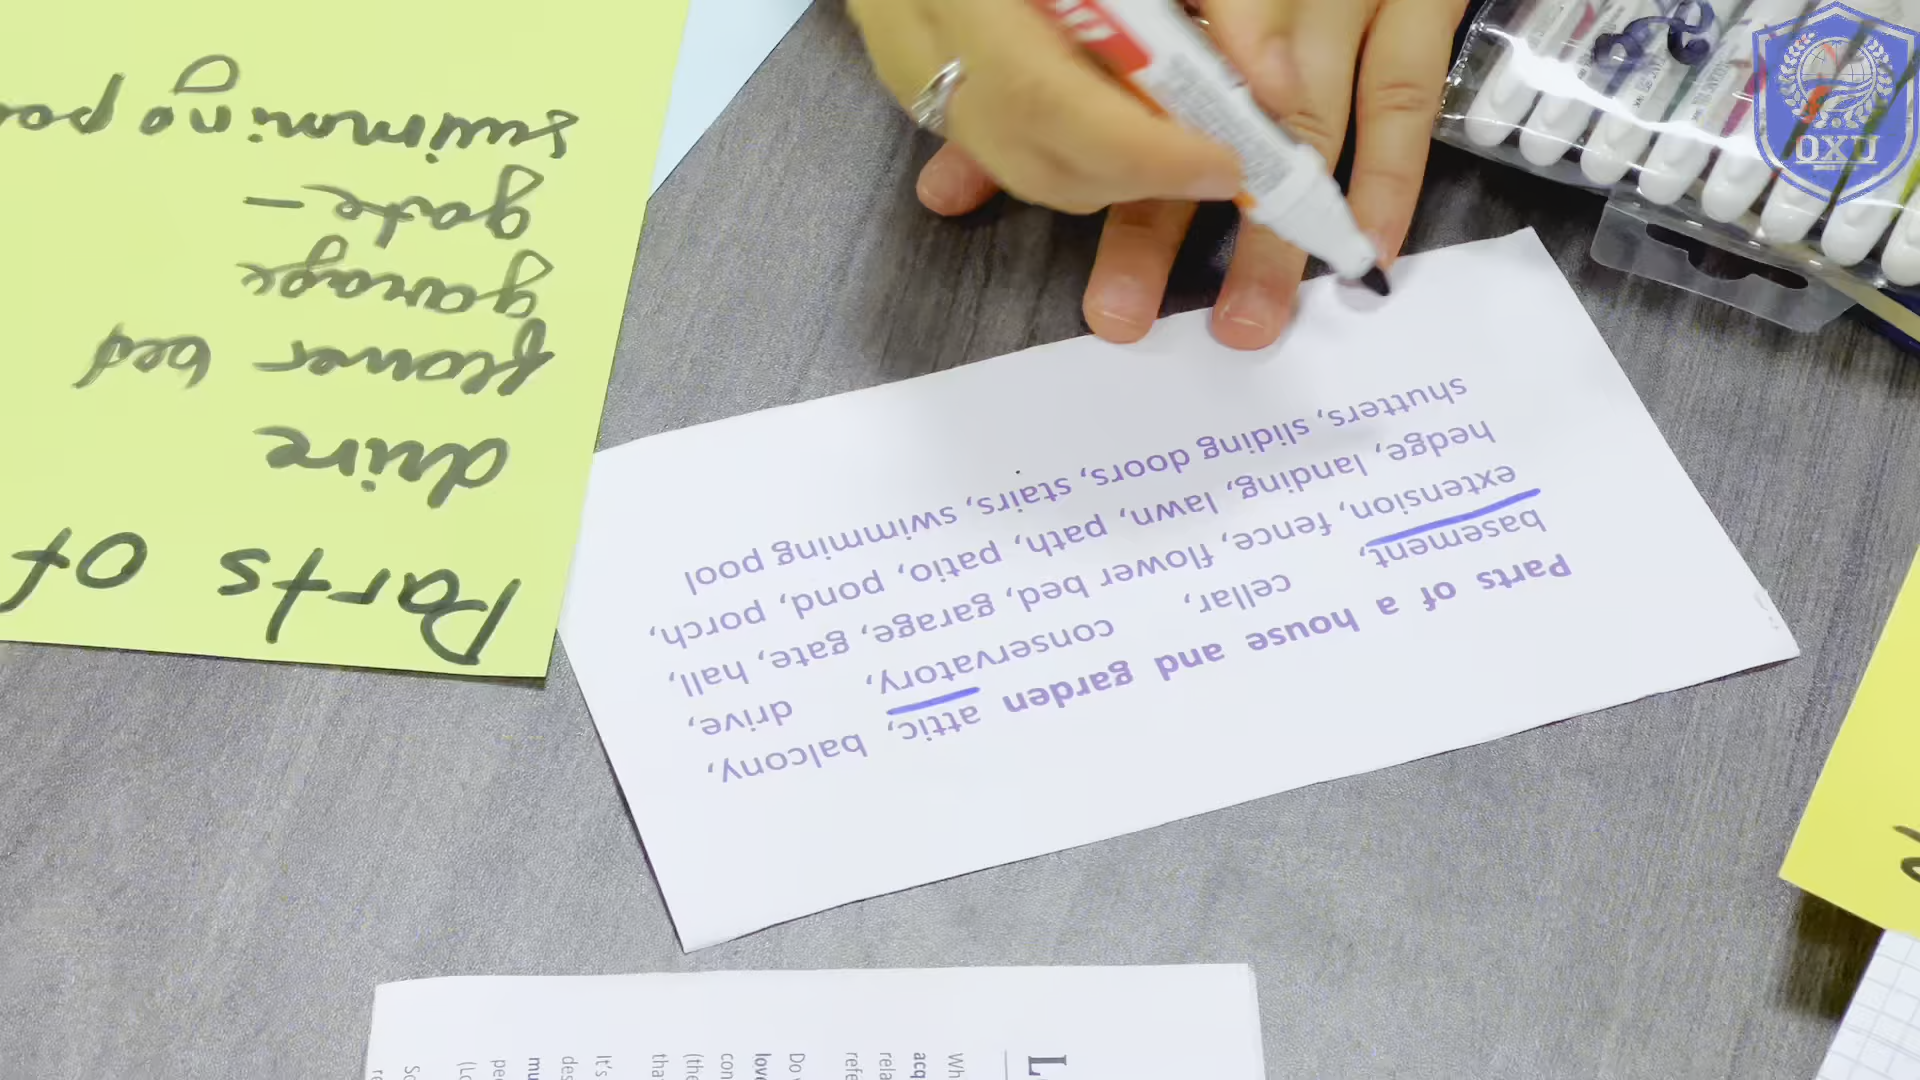 Parts of a house and garden attic, balcony,
basement, cellar, conservatory, drive,
extension, fence, flower bed, garage, gate, hall,
hedge, landing, lawn, path, patio, pond, porch,
shutters, sliding doors, stairs, swimming pool
Parts of
drire
flower bed
garage
gate -
swimming poo
OXU